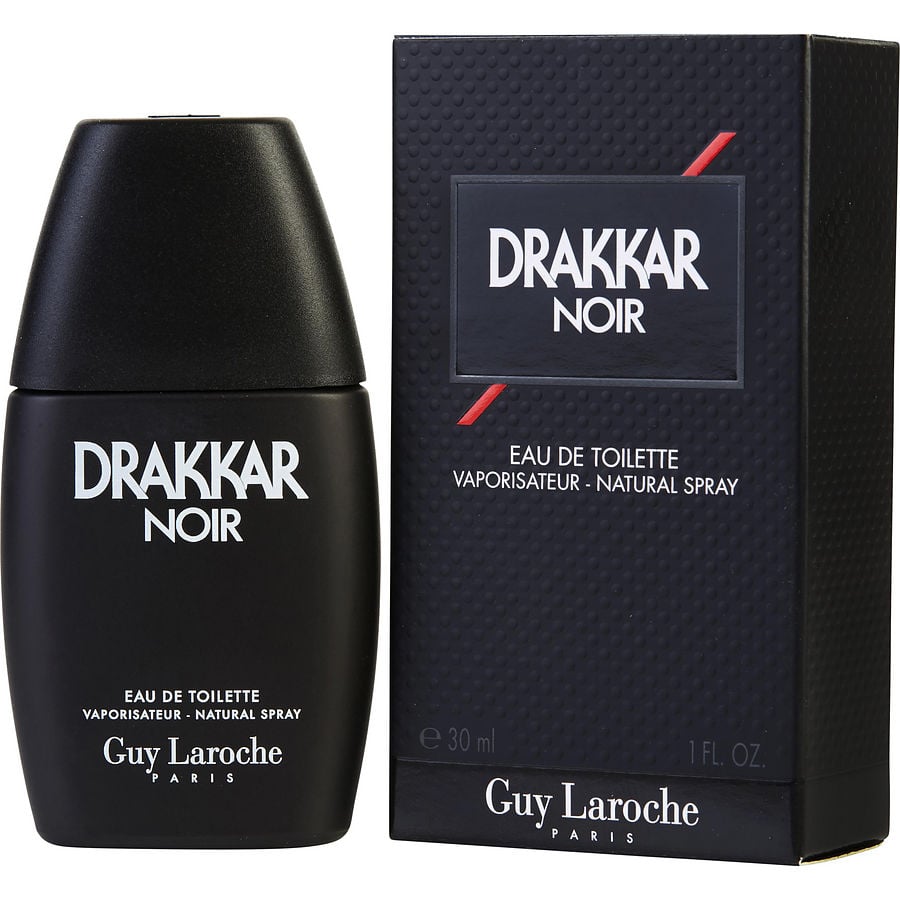 DRAKKAR
NOIR
EAU DE TOILETTE
VAPORISATEUR - NATURAL SPRAY
Guy Laroche
PARIS
DRAKKAR
NOIR
EAU DE TOILETTE
VAPORISATEUR - NATURAL SPRAY
℮ 30 ml 1 FL. OZ.
Guy Laroche
PARIS